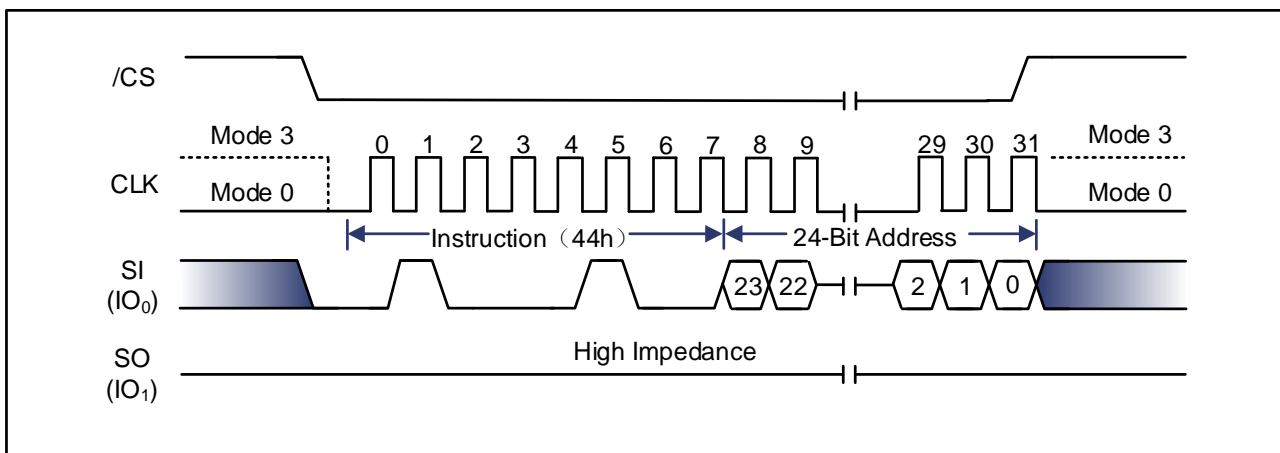 /CS
Mode 3
0 1 2 3 4 5 6 7 8 9 29 30 31
Mode 3
CLK
Mode 0
Mode 0
Instruction（44h）
24-Bit Address
SI
(IO₀)
23 22 2 1 0
SO
(IO₁)
High Impedance